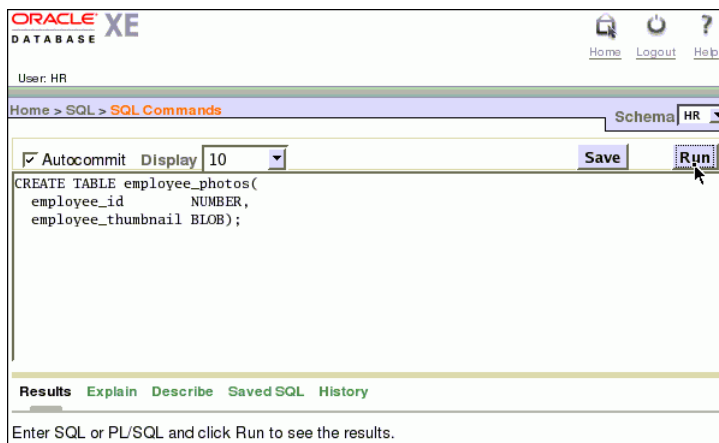 ORACLE XE
DATABASE
Home Logout Help
User: HR
Home > SQL > SQL Commands
Schema HR
Autocommit Display 10 Save Run
CREATE TABLE employee_photos(
employee_id NUMBER,
employee_thumbnail BLOB);
Results Explain Describe Saved SQL History
Enter SQL or PL/SQL and click Run to see the results.